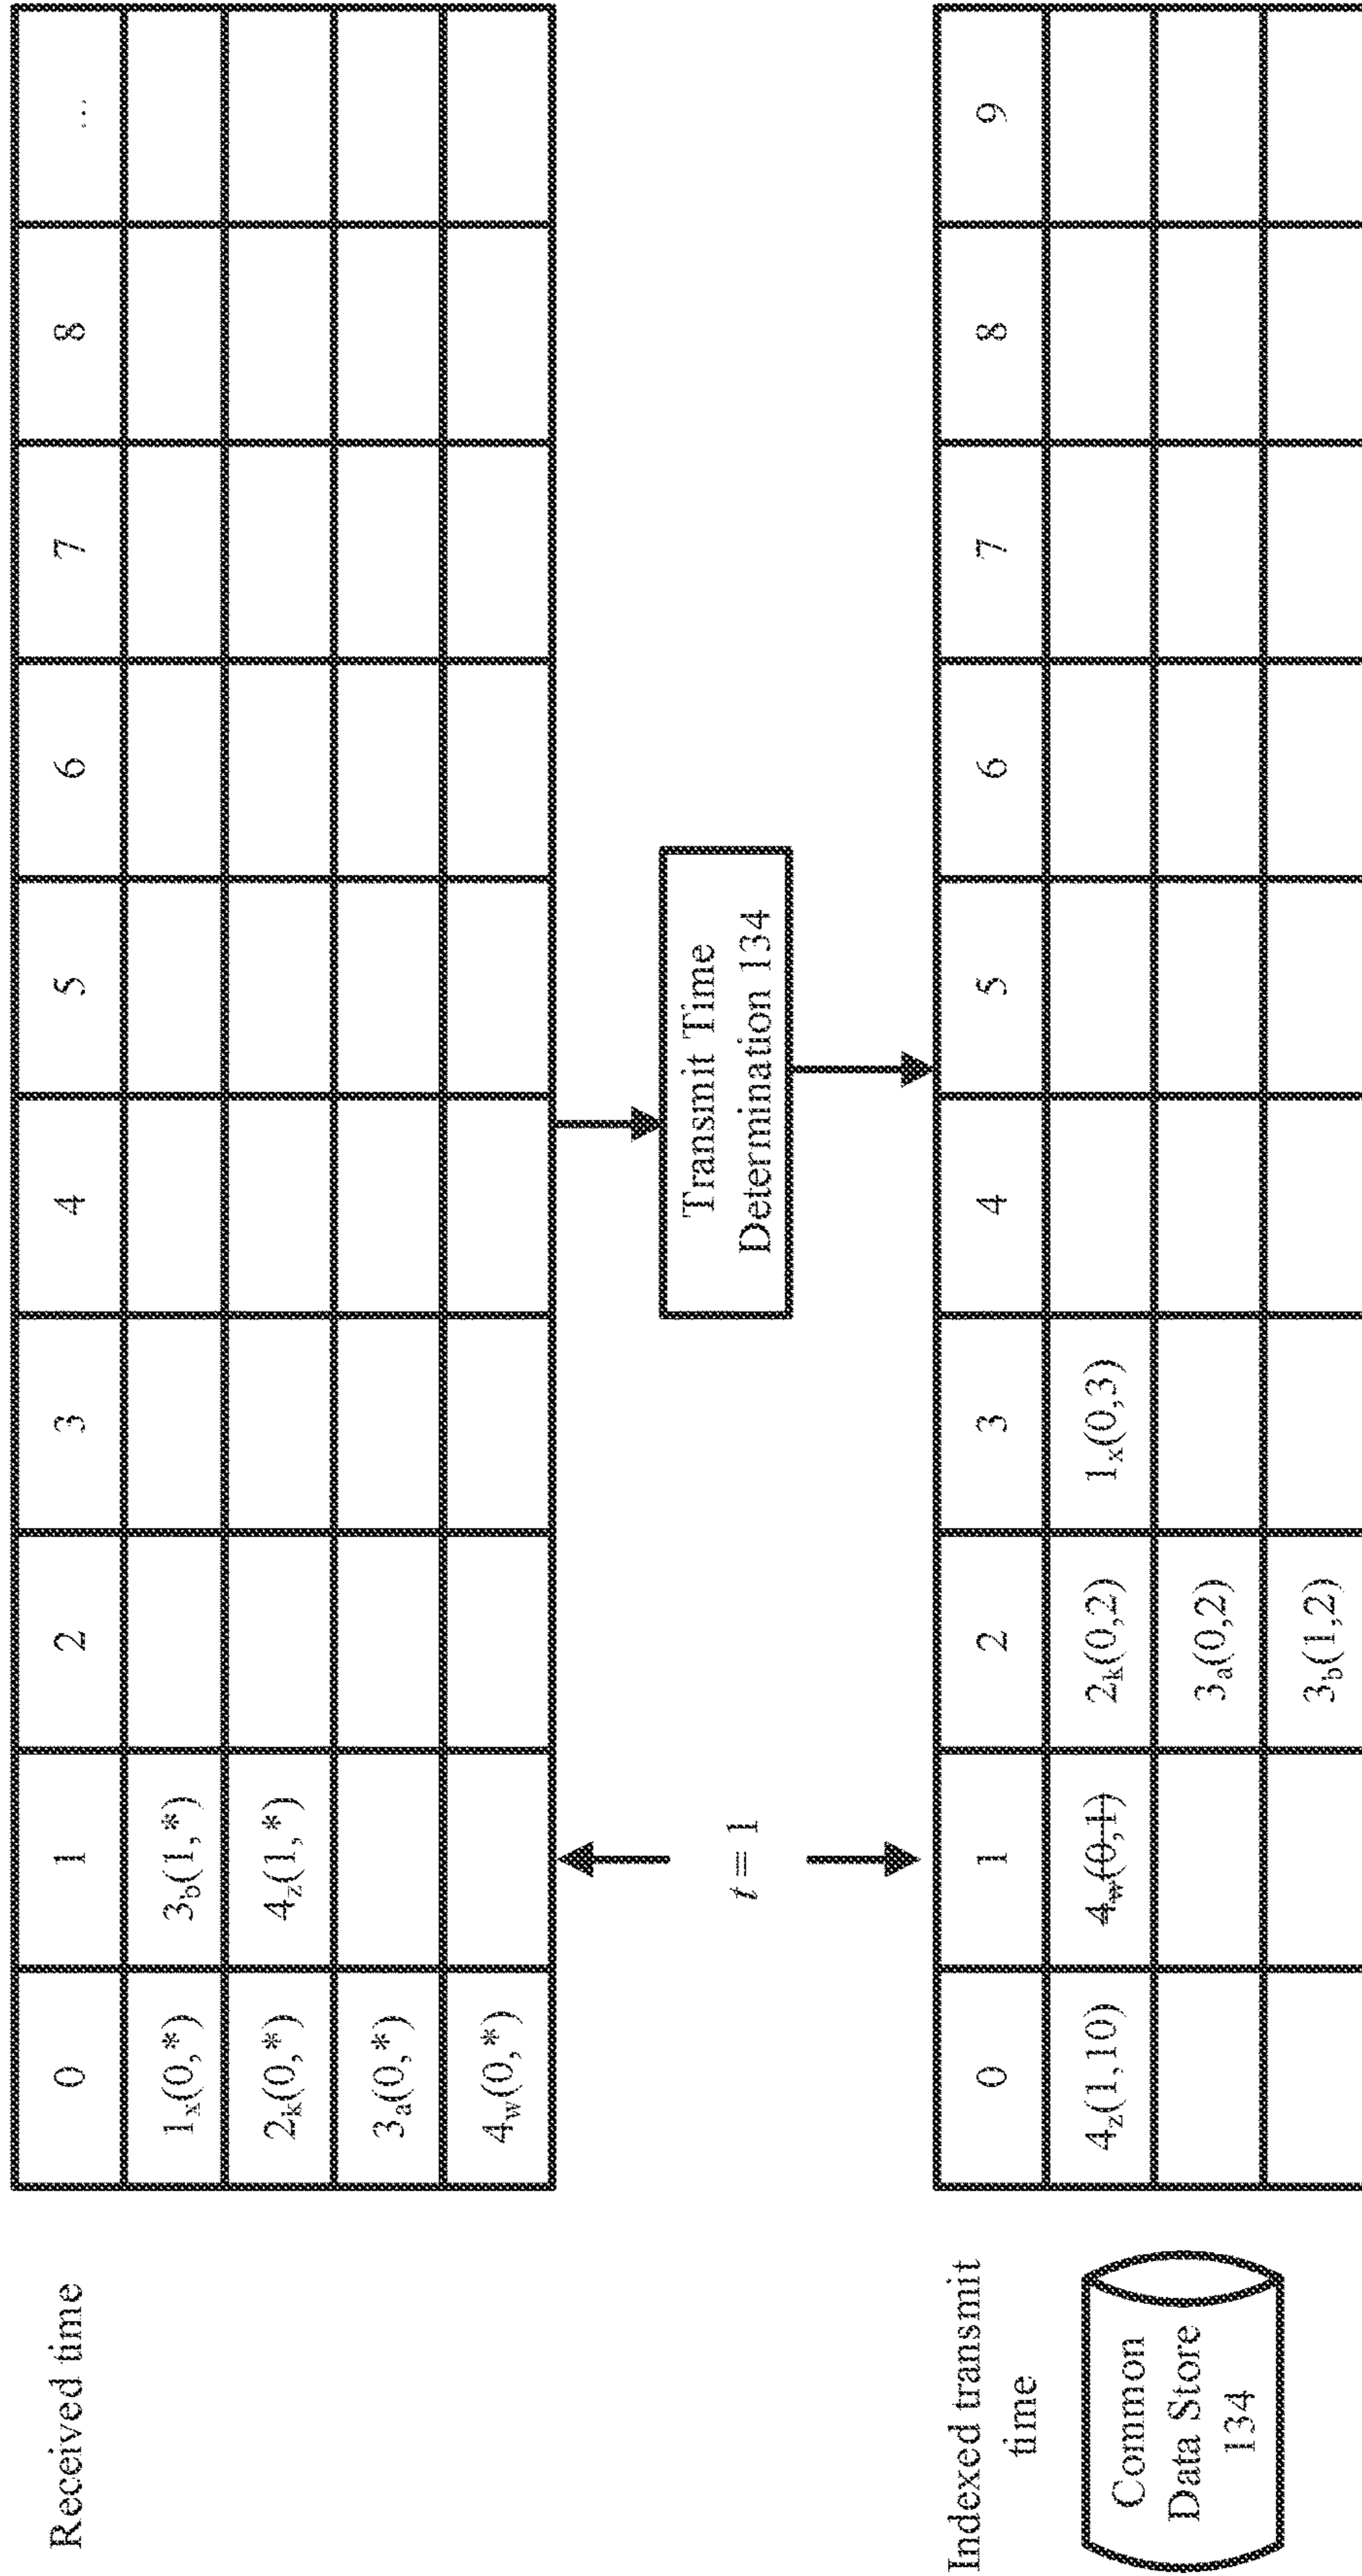 Received time
0 1 2 3 4 5 6 7 8 ...
1x(0,*) 3b(1,*)
2k(0,*) 4z(1,*)
3a(0,*)
4w(0,*)
t = 1
Transmit Time
Determination 134
Indexed transmit
time
0 1 2 3 4 5 6 7 8 9
4z(1,10) 4w(0,1) 2k(0,2) 1x(0,3)
3a(0,2)
3b(1,2)
Common
Data Store
134